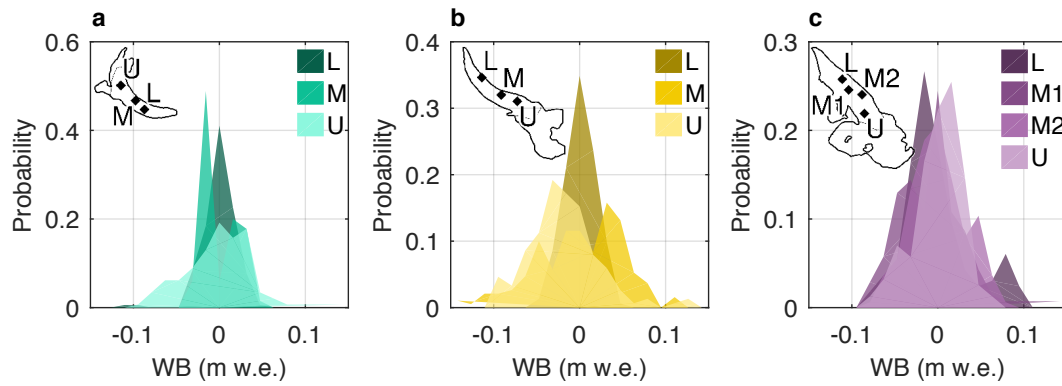 a
0.6
0.4
0.2
0
Probability
-0.1
0
0.1
WB (m w.e.)
U
L
M
L
M
U
b
0.4
0.3
0.2
0.1
0
Probability
-0.1
0
0.1
WB (m w.e.)
L
M
U
L
M
U
c
0.3
0.2
0.1
0
Probability
-0.1
0
0.1
WB (m w.e.)
L
M2
M1
U
L
M1
M2
U